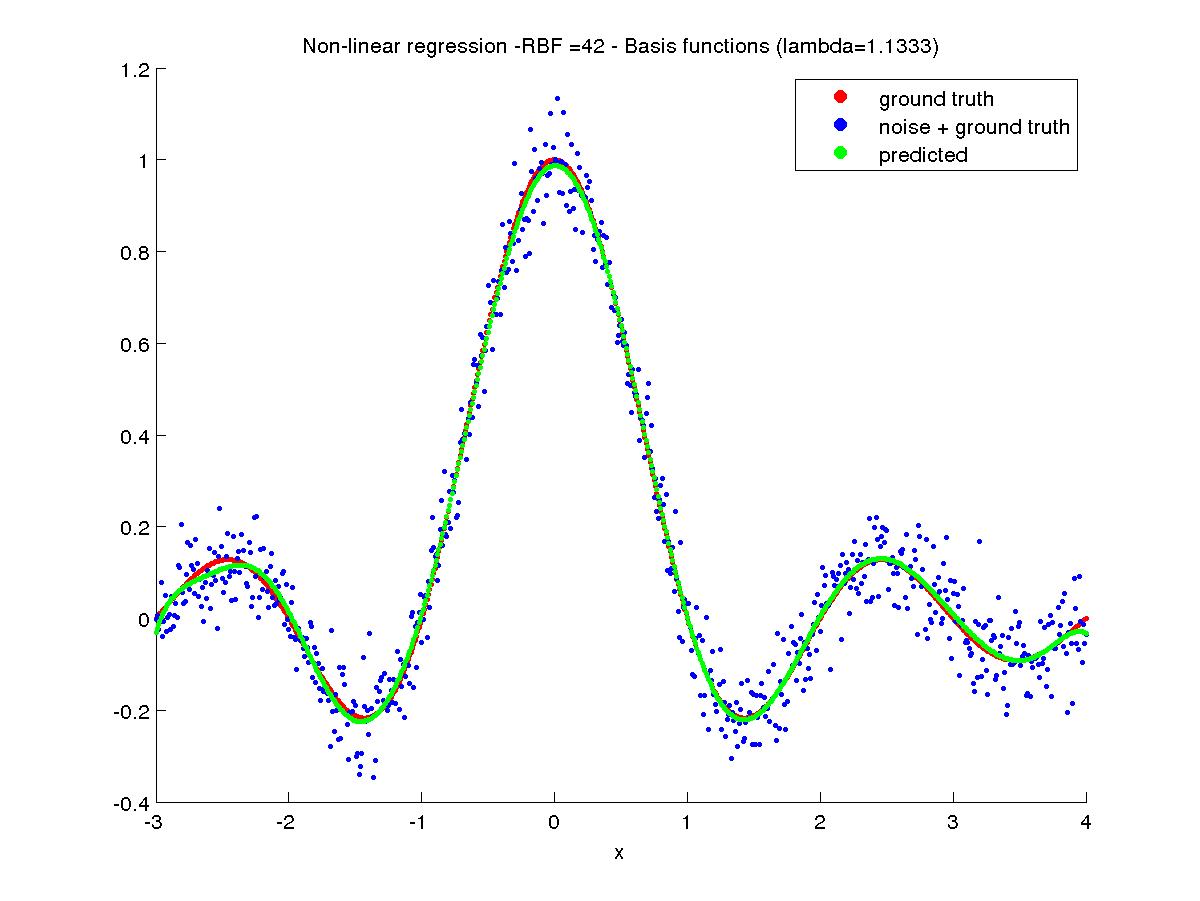 Non-linear regression -RBF =42 - Basis functions (lambda=1.1333)
ground truth
noise + ground truth
predicted
1.2
1
0.8
0.6
0.4
0.2
0
-0.2
-0.4
-3 -2 -1 0 1 2 3 4
x